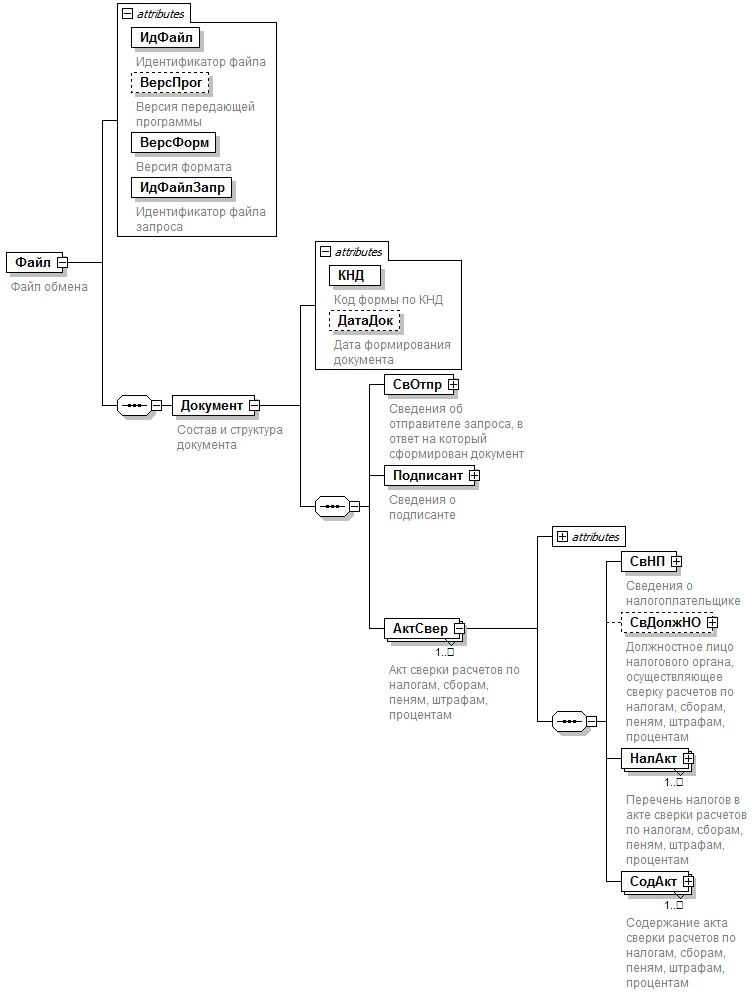 attributes
ИдФайл
Идентификатор файла
ВерсПрог
Версия передающей
программы
ВерсФорм
Версия формата
ИдФайлЗапр
Идентификатор файла
запроса
Файл
Файл обмена
attributes
КНД
Код формы по КНД
ДатаДок
Дата формирования
документа
Документ
Состав и структура
документа
СвОтпр
Сведения об
отправителе запроса, в
ответ на который
сформирован документ
Подписант
Сведения о
подписанте
АктСвер
1..□
Акт сверки расчетов по
налогам, сборам,
пеням, штрафам,
процентам
attributes
СвНП
Сведения о
налогоплательщике
СвДолжНО
Должностное лицо
налогового органа,
осуществляющее
сверку расчетов по
налогам, сборам,
пеням, штрафам,
процентам
НалАкт
1..□
Перечень налогов в
акте сверки расчетов
по налогам, сборам,
пеням, штрафам,
процентам
СодАкт
1..□
Содержание акта
сверки расчетов по
налогам, сборам,
пеням, штрафам,
процентам